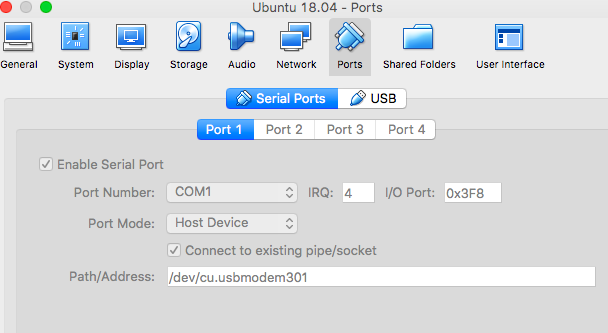 Ubuntu 18.04 - Ports
General System Display Storage Audio Network Ports Shared Folders User Interface
Serial Ports USB
Port 1 Port 2 Port 3 Port 4
Enable Serial Port
Port Number: COM1 IRQ: 4 I/O Port: 0x3F8
Port Mode: Host Device
Connect to existing pipe/socket
Path/Address: /dev/cu.usbmodem301